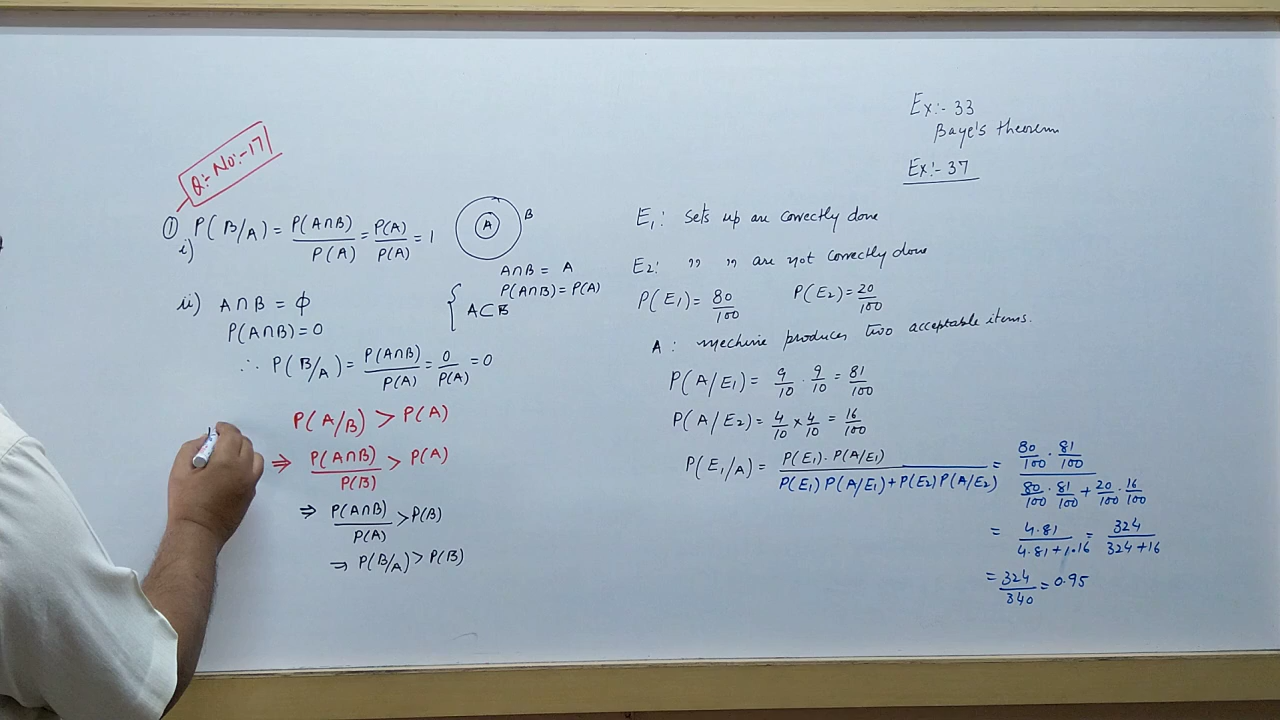 Q:- No:- 17
① i) P(B/A) = P(A∩B)/P(A) = P(A)/P(A) = 1
A B
A∩B = A
P(A∩B) = P(A)
{ A⊂B
ii) A∩B = ϕ
P(A∩B) = 0
∴ P(B/A) = P(A∩B)/P(A) = 0/P(A) = 0
P(A/B) > P(A)
⇒ P(A∩B)/P(B) > P(A)
⇒ P(A∩B)/P(A) > P(B)
⇒ P(B/A) > P(B)
Ex:- 33
Baye's theorem
Ex:- 37
E₁: sets up are correctly done
E₂: ,, ,, are not correctly done
P(E₁) = 80/100 P(E₂) = 20/100
A: mechine produces two acceptable items.
P(A/E₁) = 9/10 · 9/10 = 81/100
P(A/E₂) = 4/10 × 4/10 = 16/100
P(E₁/A) = P(E₁)·P(A/E₁) / P(E₁)P(A/E₁)+P(E₂)P(A/E₂) = 80/100 · 81/100 / 80/100 · 81/100 + 20/100 · 16/100
= 4.81 / 4.81+1.16 = 324 / 324+16
= 324/340 = 0.95